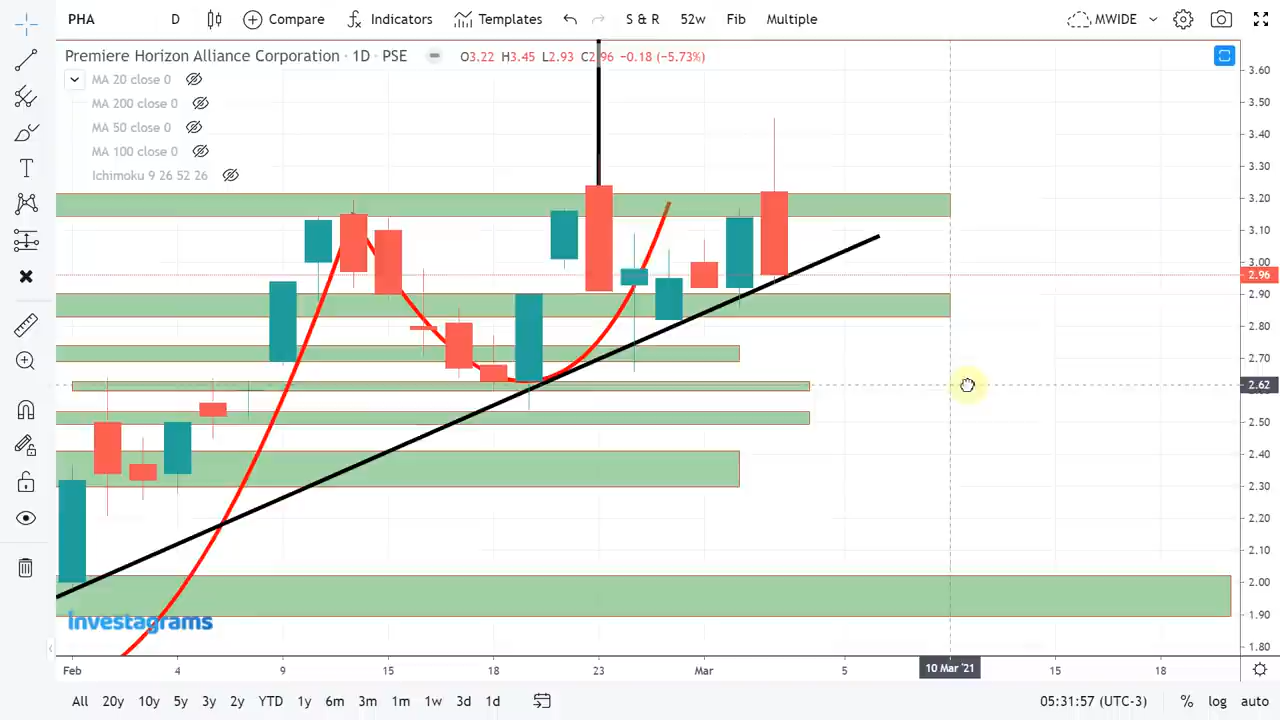 PHA D Compare Indicators Templates S & R 52w Fib Multiple MWIDE
Premiere Horizon Alliance Corporation · 1D · PSE O3.22 H3.45 L2.93 C2.96 −0.18 (−5.73%)
MA 20 close 0
MA 200 close 0
MA 50 close 0
MA 100 close 0
Ichimoku 9 26 52 26
3.60
3.50
3.40
3.30
3.20
3.10
3.00
2.96
2.90
2.80
2.70
2.62
2.50
2.40
2.30
2.20
2.10
2.00
1.90
1.80
Investagrams
Feb 4 9 15 18 23 Mar 5 10 Mar '21 15 18
All 20y 10y 5y 3y 2y YTD 1y 6m 3m 1m 1w 3d 1d 05:31:57 (UTC-3) % log auto